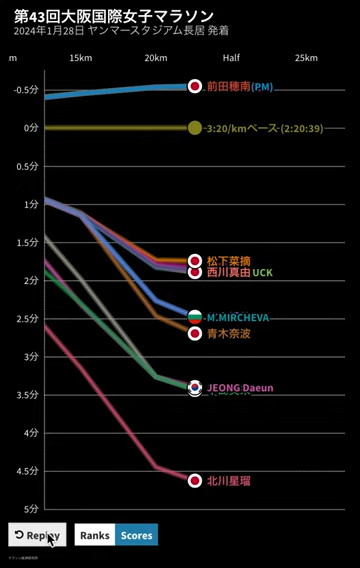 第43回大阪国際女子マラソン
2024年1月28日 ヤンマースタジアム長居 発着
m 15km 20km Half 25km
-0.5分
前田穂南(PM)
0分
3:20/kmペース (2:20:39)
0.5分
1分
1.5分
松下菜摘
西川真由 UCK
2分
2.5分
M.MIRCHEVA
青木奈波
3分
JEONG Daeun
3.5分
4分
4.5分
北川星瑠
5分
Replay Ranks Scores